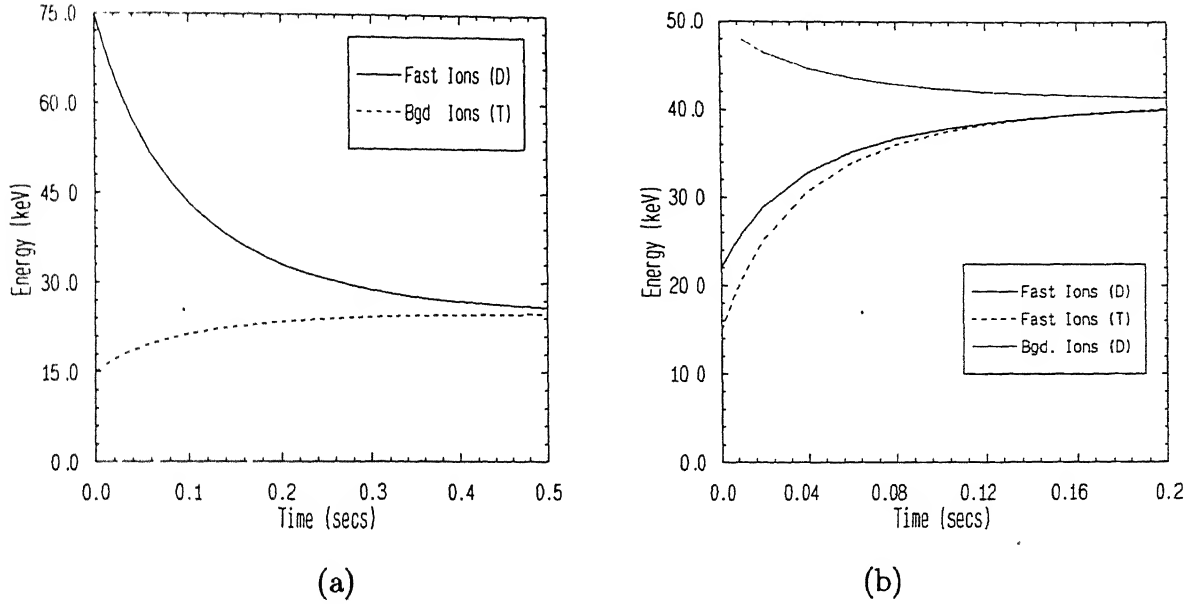 75.0
60.0
45 0
30.0
15.0
0.0
Energy (keV)
0.0 0.1 0.2 0.3 0.4 0.5
Time (secs)
Fast Ions (D)
Bgd Ions (T)
(a)
50.0
40.0
30.0
20.0
10 0
0.0
Energy (keV)
0.0 0.04 0.08 0.12 0.16 0.2
Time (secs)
Fast Ions (D)
Fast Ions (T)
Bgd. Ions (D)
(b)